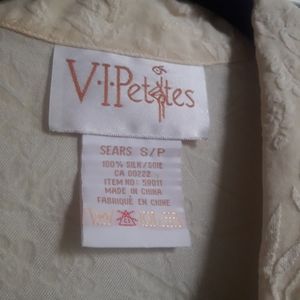 V·I·Petites
SEARS S/P
100% SILK/SOIE
CA 00222
ITEM NO: 59011
MADE IN CHINA
FABRIQUÉ EN CHINE